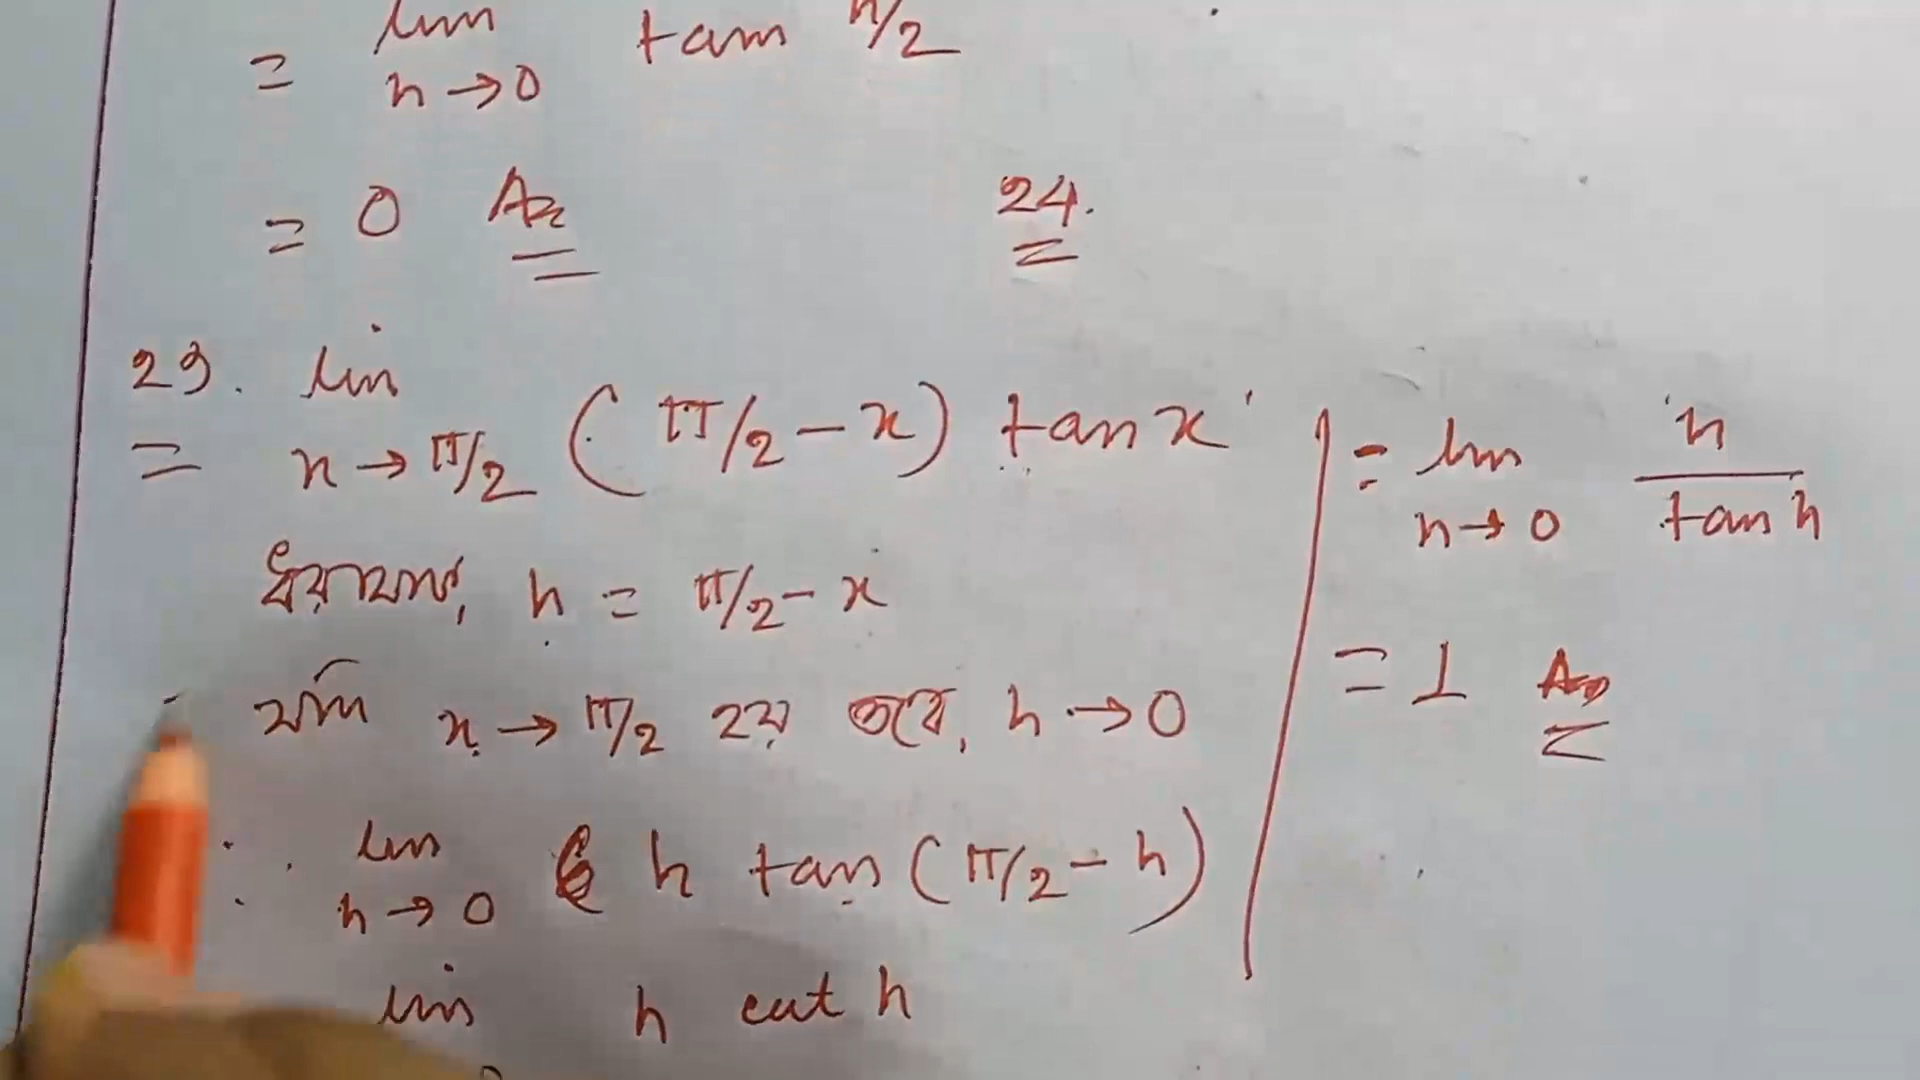 = lim h→0 tan h/2
= 0 Ans
24.
23. lim x→π/2 (π/2 - x) tan x
ধরাযাক, h = π/2 - x
যদি x → π/2 হয় তবে, h → 0
∴ lim h→0 h tan (π/2 - h)
lim h cot h
= lim h→0 h/tan h
= 1 Ans